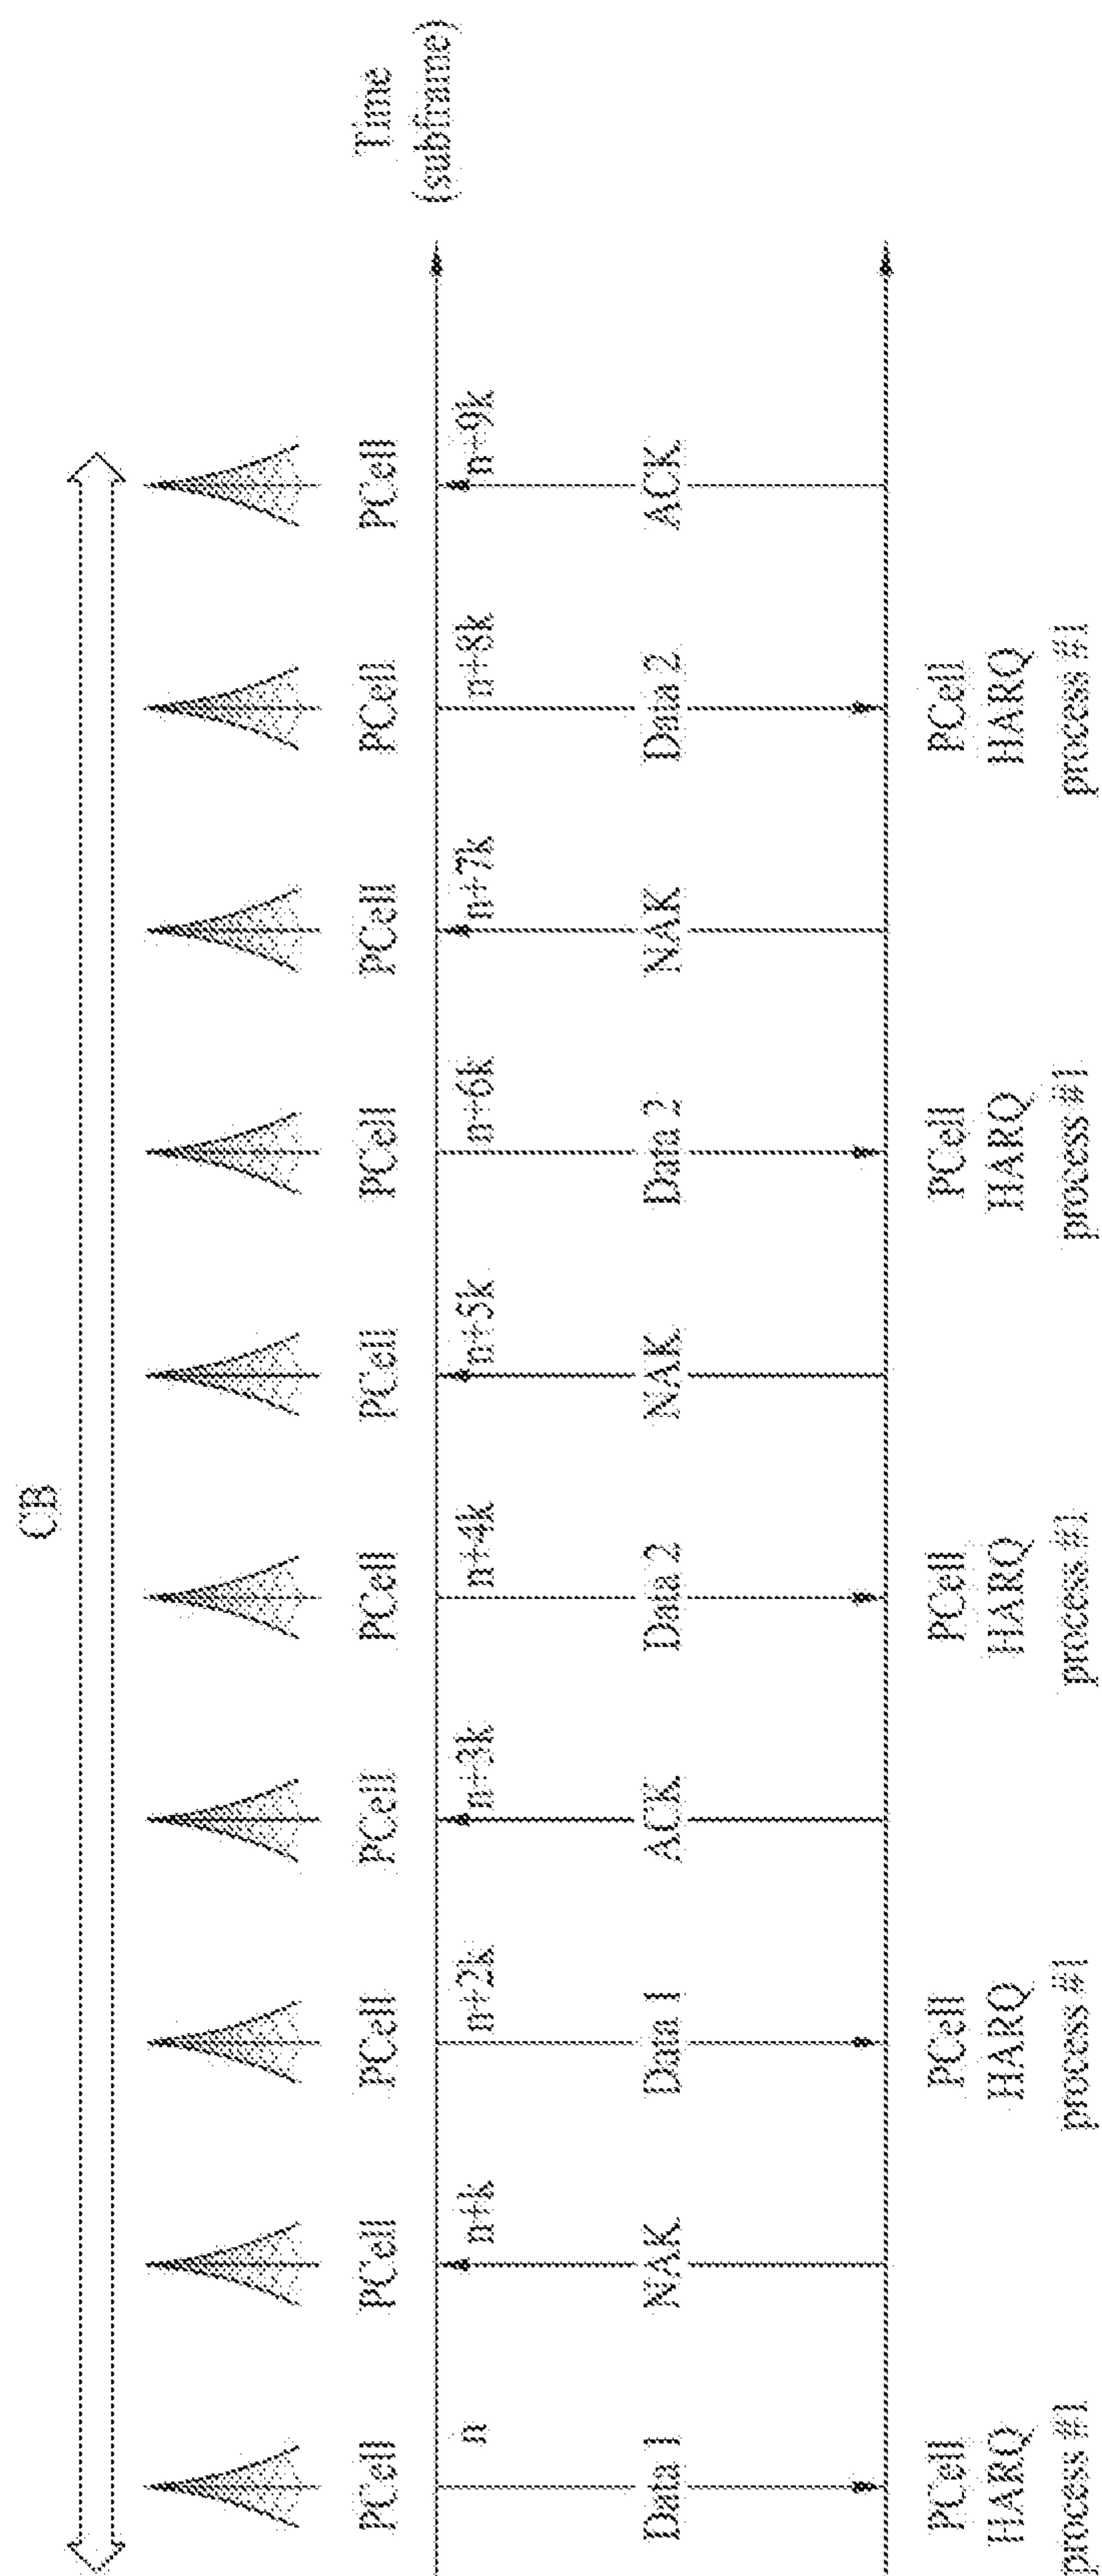 CB
PCell PCell PCell PCell PCell PCell PCell PCell PCell PCell
Time
(subframe)
n n+k n+2k n+3k n+4k n+5k n+6k n+7k n+8k n+9k
Data 1 NAK Data 1 ACK Data 2 NAK Data 2 NAK Data 2 ACK
PCell PCell PCell PCell PCell
HARQ HARQ HARQ HARQ HARQ
process #1 process #1 process #1 process #1 process #1